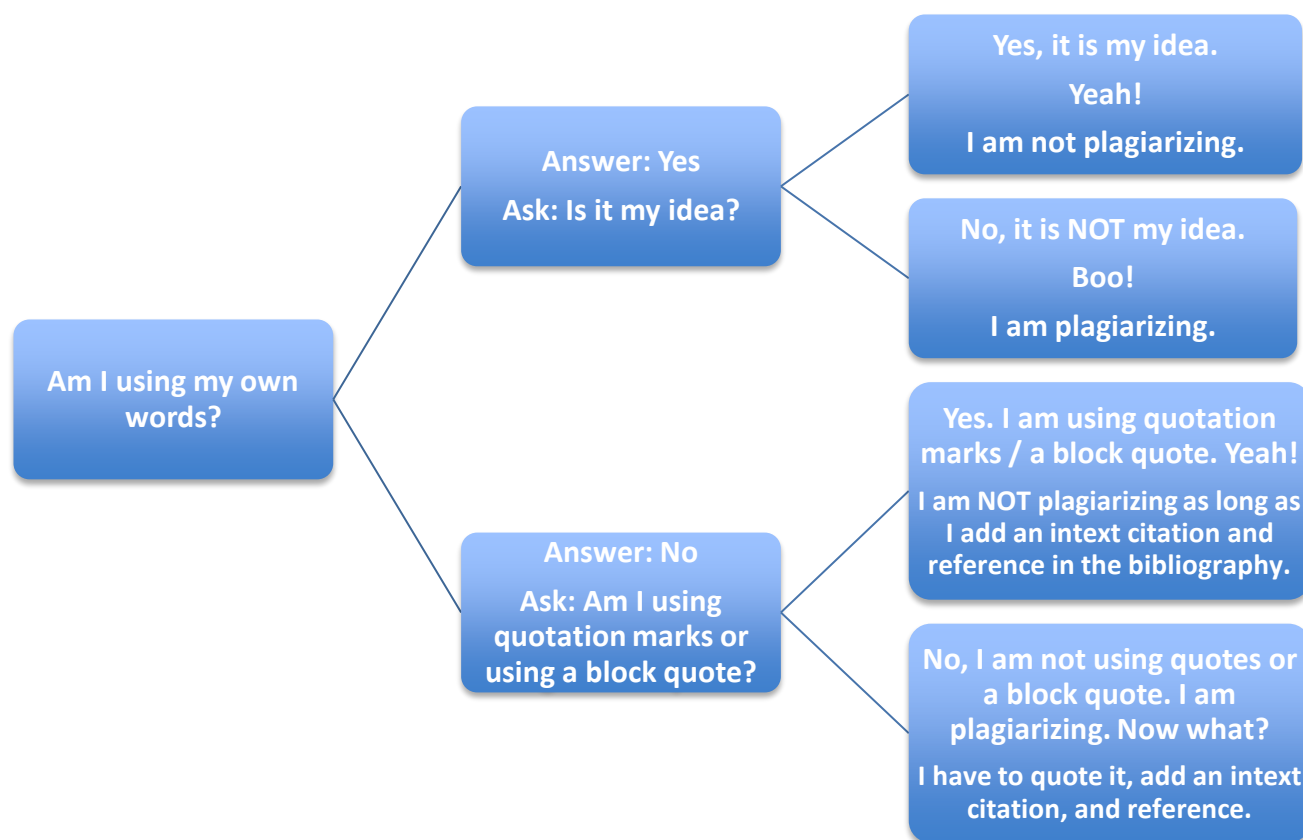 Am I using my own
words?
Answer: Yes
Ask: Is it my idea?
Yes, it is my idea.
Yeah!
I am not plagiarizing.
No, it is NOT my idea.
Boo!
I am plagiarizing.
Answer: No
Ask: Am I using
quotation marks or
using a block quote?
Yes. I am using quotation
marks / a block quote. Yeah!
I am NOT plagiarizing as long as
I add an intext citation and
reference in the bibliography.
No, I am not using quotes or
a block quote. I am
plagiarizing. Now what?
I have to quote it, add an intext
citation, and reference.